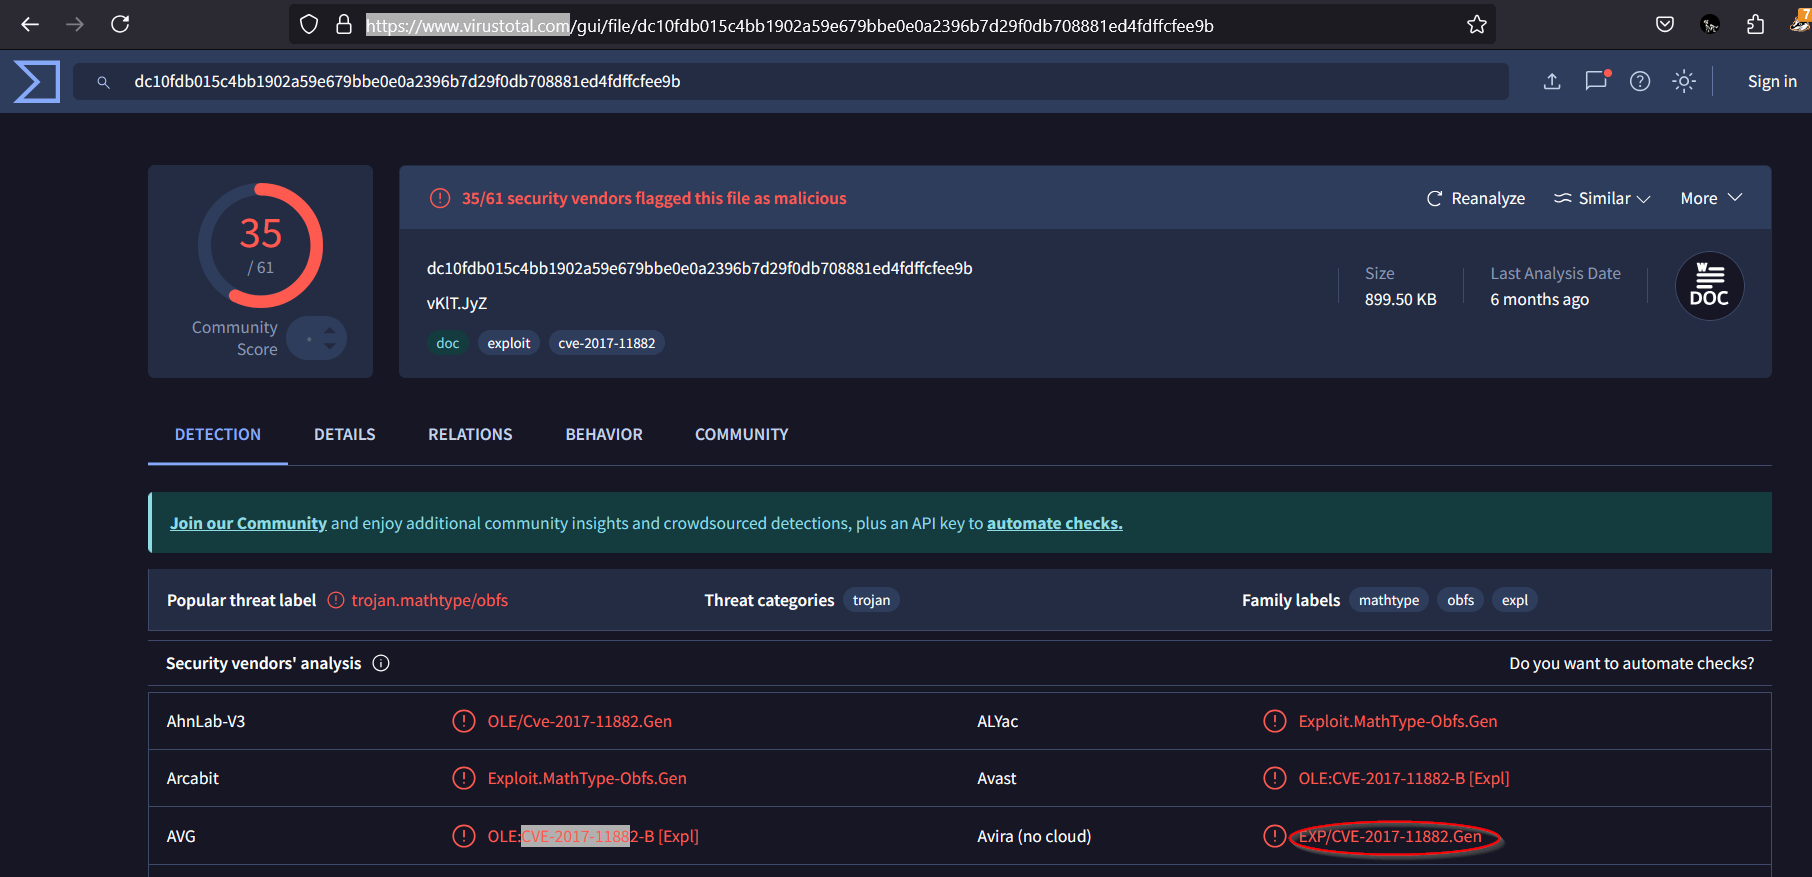 https://www.virustotal.com/gui/file/dc10fdb015c4bb1902a59e679bbe0e0a2396b7d29f0db708881ed4fdffcfee9b
7
dc10fdb015c4bb1902a59e679bbe0e0a2396b7d29f0db708881ed4fdffcfee9b
Sign in
35
/ 61
Community
Score
35/61 security vendors flagged this file as malicious
Reanalyze
Similar
More
dc10fdb015c4bb1902a59e679bbe0e0a2396b7d29f0db708881ed4fdffcfee9b
vKlT.JyZ
doc exploit cve-2017-11882
Size
899.50 KB
Last Analysis Date
6 months ago
W
DOC
DETECTION DETAILS RELATIONS BEHAVIOR COMMUNITY
Join our Community and enjoy additional community insights and crowdsourced detections, plus an API key to automate checks.
Popular threat label trojan.mathtype/obfs Threat categories trojan Family labels mathtype obfs expl
Security vendors' analysis Do you want to automate checks?
AhnLab-V3 OLE/Cve-2017-11882.Gen ALYac Exploit.MathType-Obfs.Gen
Arcabit Exploit.MathType-Obfs.Gen Avast OLE:CVE-2017-11882-B [Expl]
AVG OLE:CVE-2017-11882-B [Expl] Avira (no cloud) EXP/CVE-2017-11882.Gen